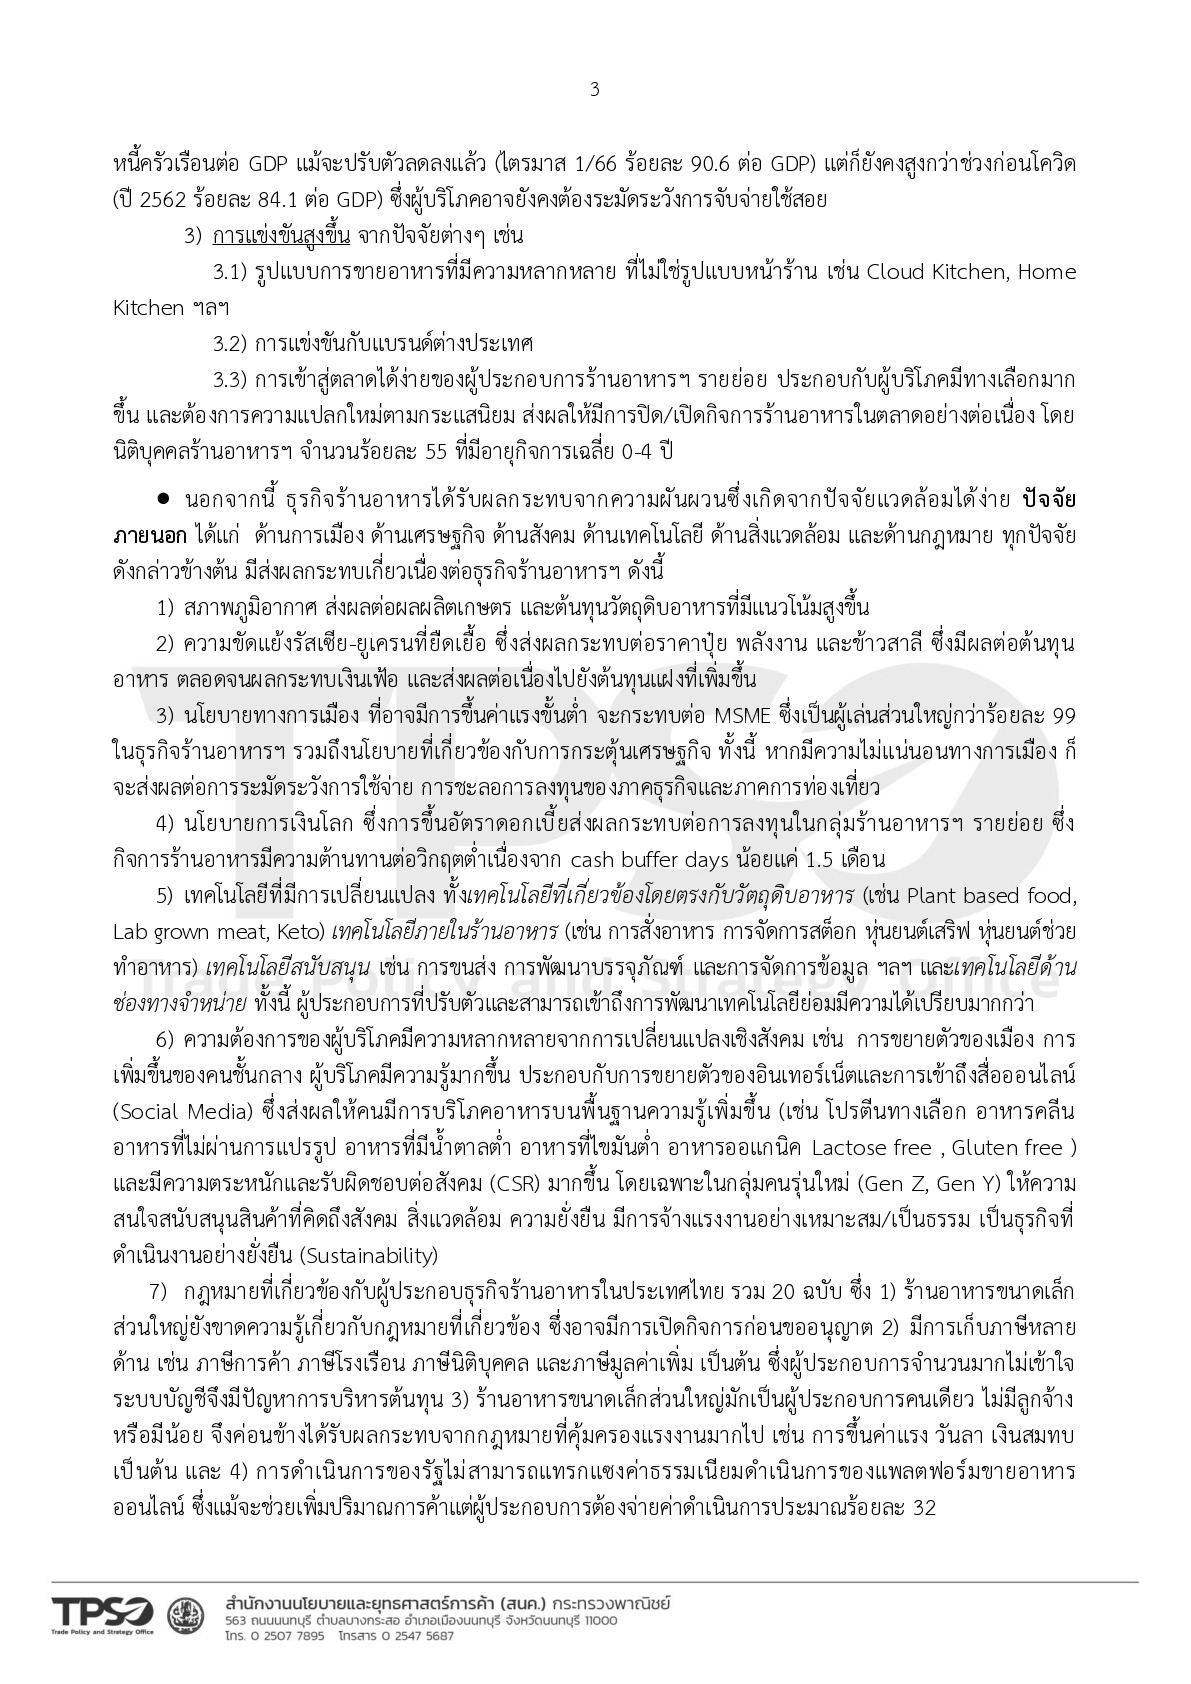 3
หนี้ครัวเรือนต่อ GDP แม้จะปรับตัวลดลงแล้ว (ไตรมาส 1/66 ร้อยละ 90.6 ต่อ GDP) แต่ก็ยังคงสูงกว่าช่วงก่อนโควิด
(ปี 2562 ร้อยละ 84.1 ต่อ GDP) ซึ่งผู้บริโภคอาจยังคงต้องระมัดระวังการจับจ่ายใช้สอย
3) การแข่งขันสูงขึ้น จากปัจจัยต่างๆ เช่น
3.1) รูปแบบการขายอาหารที่มีความหลากหลาย ที่ไม่ใช่รูปแบบหน้าร้าน เช่น Cloud Kitchen, Home
Kitchen ฯลฯ
3.2) การแข่งขันกับแบรนด์ต่างประเทศ
3.3) การเข้าสู่ตลาดได้ง่ายของผู้ประกอบการร้านอาหารฯ รายย่อย ประกอบกับผู้บริโภคมีทางเลือกมาก
ขึ้น และต้องการความแปลกใหม่ตามกระแสนิยม ส่งผลให้มีการปิด/เปิดกิจการร้านอาหารในตลาดอย่างต่อเนื่อง โดย
นิติบุคคลร้านอาหารฯ จำนวนร้อยละ 55 ที่มีอายุกิจการเฉลี่ย 0-4 ปี
● นอกจากนี้ ธุรกิจร้านอาหารได้รับผลกระทบจากความผันผวนซึ่งเกิดจากปัจจัยแวดล้อมได้ง่าย ปัจจัย
ภายนอก ได้แก่ ด้านการเมือง ด้านเศรษฐกิจ ด้านสังคม ด้านเทคโนโลยี ด้านสิ่งแวดล้อม และด้านกฎหมาย ทุกปัจจัย
ดังกล่าวข้างต้น มีส่งผลกระทบเกี่ยวเนื่องต่อธุรกิจร้านอาหารฯ ดังนี้
1) สภาพภูมิอากาศ ส่งผลต่อผลผลิตเกษตร และต้นทุนวัตถุดิบอาหารที่มีแนวโน้มสูงขึ้น
2) ความขัดแย้งรัสเซีย-ยูเครนที่ยืดเยื้อ ซึ่งส่งผลกระทบต่อราคาปุ๋ย พลังงาน และข้าวสาลี ซึ่งมีผลต่อต้นทุน
อาหาร ตลอดจนผลกระทบเงินเฟ้อ และส่งผลต่อเนื่องไปยังต้นทุนแฝงที่เพิ่มขึ้น
3) นโยบายทางการเมือง ที่อาจมีการขึ้นค่าแรงขั้นต่ำ จะกระทบต่อ MSME ซึ่งเป็นผู้เล่นส่วนใหญ่กว่าร้อยละ 99
ในธุรกิจร้านอาหารฯ รวมถึงนโยบายที่เกี่ยวข้องกับการกระตุ้นเศรษฐกิจ ทั้งนี้ หากมีความไม่แน่นอนทางการเมือง ก็
จะส่งผลต่อการระมัดระวังการใช้จ่าย การชะลอการลงทุนของภาคธุรกิจและภาคการท่องเที่ยว
4) นโยบายการเงินโลก ซึ่งการขึ้นอัตราดอกเบี้ยส่งผลกระทบต่อการลงทุนในกลุ่มร้านอาหารฯ รายย่อย ซึ่ง
กิจการร้านอาหารมีความต้านทานต่อวิกฤตต่ำเนื่องจาก cash buffer days น้อยแค่ 1.5 เดือน
5) เทคโนโลยีที่มีการเปลี่ยนแปลง ทั้งเทคโนโลยีที่เกี่ยวข้องโดยตรงกับวัตถุดิบอาหาร (เช่น Plant based food,
Lab grown meat, Keto) เทคโนโลยีภายในร้านอาหาร (เช่น การสั่งอาหาร การจัดการสต็อก หุ่นยนต์เสริฟ หุ่นยนต์ช่วย
ทำอาหาร) เทคโนโลยีสนับสนุน เช่น การขนส่ง การพัฒนาบรรจุภัณฑ์ และการจัดการข้อมูล ฯลฯ และเทคโนโลยีด้าน
ช่องทางจำหน่าย ทั้งนี้ ผู้ประกอบการที่ปรับตัวและสามารถเข้าถึงการพัฒนาเทคโนโลยีย่อมมีความได้เปรียบมากกว่า
6) ความต้องการของผู้บริโภคมีความหลากหลายจากการเปลี่ยนแปลงเชิงสังคม เช่น การขยายตัวของเมือง การ
เพิ่มขึ้นของคนชั้นกลาง ผู้บริโภคมีความรู้มากขึ้น ประกอบกับการขยายตัวของอินเทอร์เน็ตและการเข้าถึงสื่อออนไลน์
(Social Media) ซึ่งส่งผลให้คนมีการบริโภคอาหารบนพื้นฐานความรู้เพิ่มขึ้น (เช่น โปรตีนทางเลือก อาหารคลีน
อาหารที่ไม่ผ่านการแปรรูป อาหารที่มีน้ำตาลต่ำ อาหารที่ไขมันต่ำ อาหารออแกนิค Lactose free , Gluten free )
และมีความตระหนักและรับผิดชอบต่อสังคม (CSR) มากขึ้น โดยเฉพาะในกลุ่มคนรุ่นใหม่ (Gen Z, Gen Y) ให้ความ
สนใจสนับสนุนสินค้าที่คิดถึงสังคม สิ่งแวดล้อม ความยั่งยืน มีการจ้างแรงงานอย่างเหมาะสม/เป็นธรรม เป็นธุรกิจที่
ดำเนินงานอย่างยั่งยืน (Sustainability)
7) กฎหมายที่เกี่ยวข้องกับผู้ประกอบธุรกิจร้านอาหารในประเทศไทย รวม 20 ฉบับ ซึ่ง 1) ร้านอาหารขนาดเล็ก
ส่วนใหญ่ยังขาดความรู้เกี่ยวกับกฎหมายที่เกี่ยวข้อง ซึ่งอาจมีการเปิดกิจการก่อนขออนุญาต 2) มีการเก็บภาษีหลาย
ด้าน เช่น ภาษีการค้า ภาษีโรงเรือน ภาษีนิติบุคคล และภาษีมูลค่าเพิ่ม เป็นต้น ซึ่งผู้ประกอบการจำนวนมากไม่เข้าใจ
ระบบบัญชีจึงมีปัญหาการบริหารต้นทุน 3) ร้านอาหารขนาดเล็กส่วนใหญ่มักเป็นผู้ประกอบการคนเดียว ไม่มีลูกจ้าง
หรือมีน้อย จึงค่อนข้างได้รับผลกระทบจากกฎหมายที่คุ้มครองแรงงานมากไป เช่น การขึ้นค่าแรง วันลา เงินสมทบ
เป็นต้น และ 4) การดำเนินการของรัฐไม่สามารถแทรกแซงค่าธรรมเนียมดำเนินการของแพลตฟอร์มขายอาหาร
ออนไลน์ ซึ่งแม้จะช่วยเพิ่มปริมาณการค้าแต่ผู้ประกอบการต้องจ่ายค่าดำเนินการประมาณร้อยละ 32
TPSO
Trade Policy and Strategy Office
TPSO
Trade Policy and Strategy Office
สำนักงานนโยบายและยุทธศาสตร์การค้า (สนค.) กระทรวงพาณิชย์
563 ถนนนนทบุรี ตำบลบางกระสอ อำเภอเมืองนนทบุรี จังหวัดนนทบุรี 11000
โทร. 0 2507 7895 โทรสาร 0 2547 5687